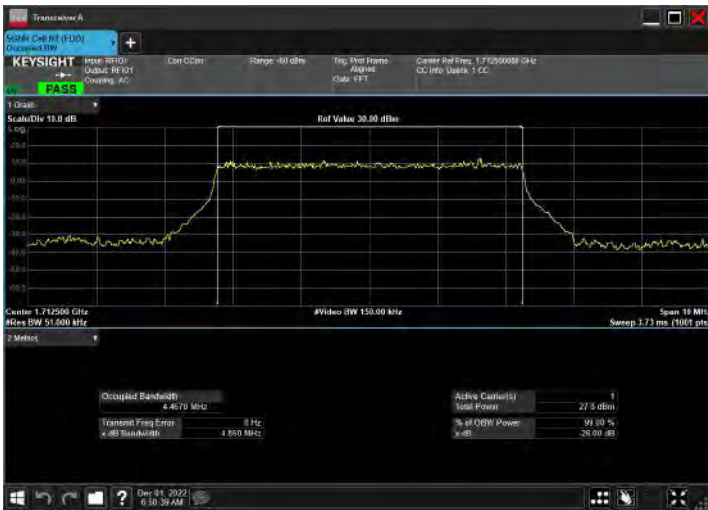 Transceiver A
5GNR Cell NT (FDD)
Occupied BW
KEYSIGHT
Input: RFIO1
Output: RFIO1
Coupling: AC
Corr CCorr
Range: -60 dBm
Trig: First Frame
Aligned
Gate: FFT
Center Ref Freq: 1.712500000 GHz
CC Info: Uplink, 1 CC
PASS
1 Graph
Scale/Div 10.0 dB
Ref Value 30.00 dBm
Log
Center 1.712500 GHz
#Video BW 150.00 kHz
Span 10 MHz
#Res BW 51.000 kHz
Sweep 3.73 ms (1001 pts
2 Metrics
Occupied Bandwidth
4.4670 MHz
Active Carrier(s)
1
Total Power
27.5 dBm
Transmit Freq Error
0 Hz
% of OBW Power
99.00 %
x dB Bandwidth
4.860 MHz
x dB
-26.00 dB
?
Dec 01, 2022
6:58:39 AM